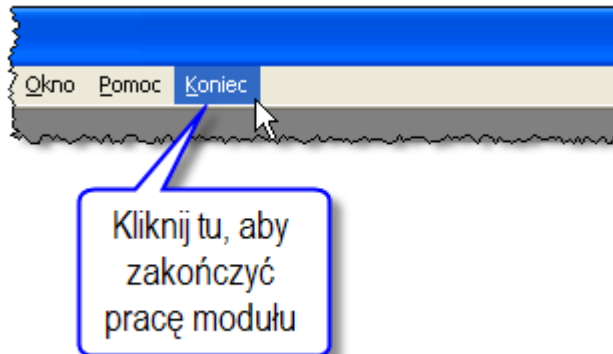 Okno Pomoc Koniec
Kliknij tu, aby
zakończyć
pracę modułu